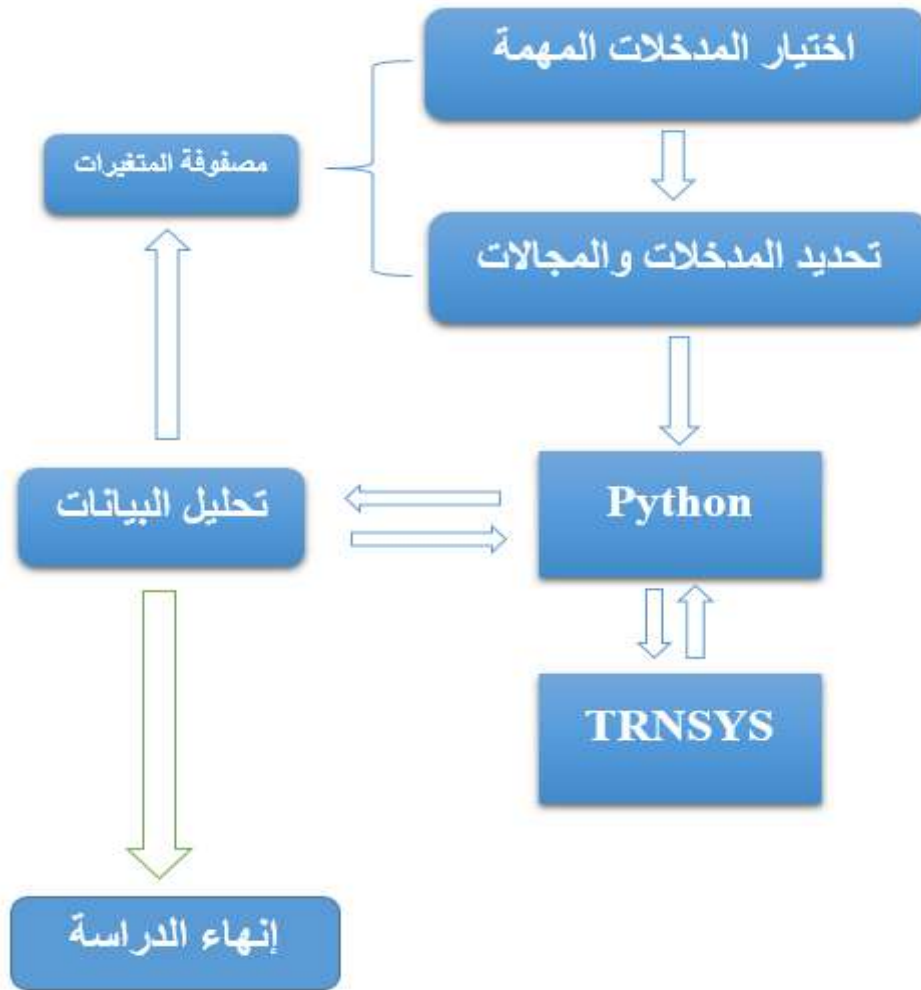 اختيار المدخلات المهمة
مصفوفة المتغيرات
تحديد المدخلات والمجالات
تحليل البيانات
Python
TRNSYS
إنهاء الدراسة